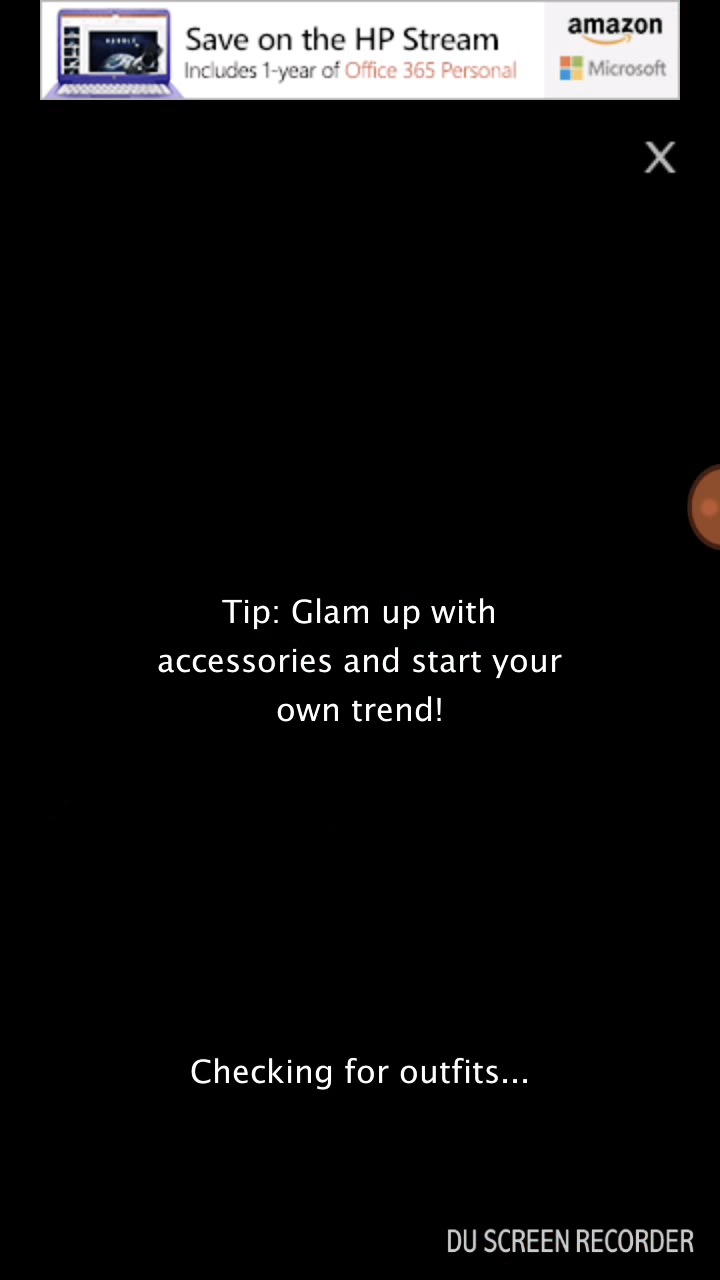 Save on the HP Stream
Includes 1-year of Office 365 Personal
amazon
Microsoft
X
Tip: Glam up with
accessories and start your
own trend!
Checking for outfits...
DU SCREEN RECORDER